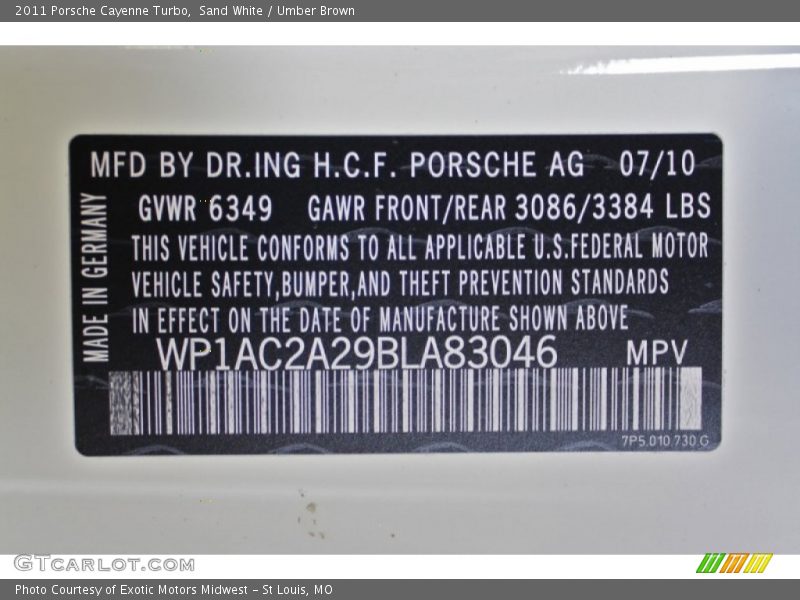 2011 Porsche Cayenne Turbo,  Sand White / Umber Brown
MFD BY DR.ING H.C.F. PORSCHE AG 07/10
GVWR 6349 GAWR FRONT/REAR 3086/3384 LBS
THIS VEHICLE CONFORMS TO ALL APPLICABLE U.S.FEDERAL MOTOR
VEHICLE SAFETY,BUMPER,AND THEFT PREVENTION STANDARDS
IN EFFECT ON THE DATE OF MANUFACTURE SHOWN ABOVE
MADE IN GERMANY
WP1AC2A29BLA83046 MPV
7P5.010 730 G
GTCARLOT.COM
Photo Courtesy of Exotic Motors Midwest – St Louis, MO